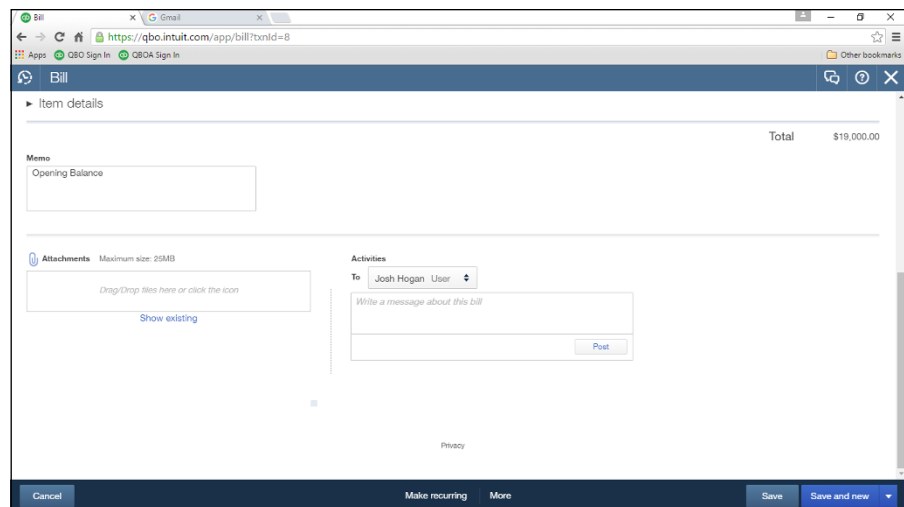 Bill
G Gmail
https://qbo.intuit.com/app/bill?txnId=8
Apps QBO Sign In QBOA Sign In Other bookmarks
Bill
Item details
Total $19,000.00
Memo
Opening Balance
Attachments Maximum size: 25MB
Drag/Drop files here or click the icon
Show existing
Activities
To Josh Hogan User
Write a message about this bill
Post
Privacy
Cancel Make recurring More Save Save and new